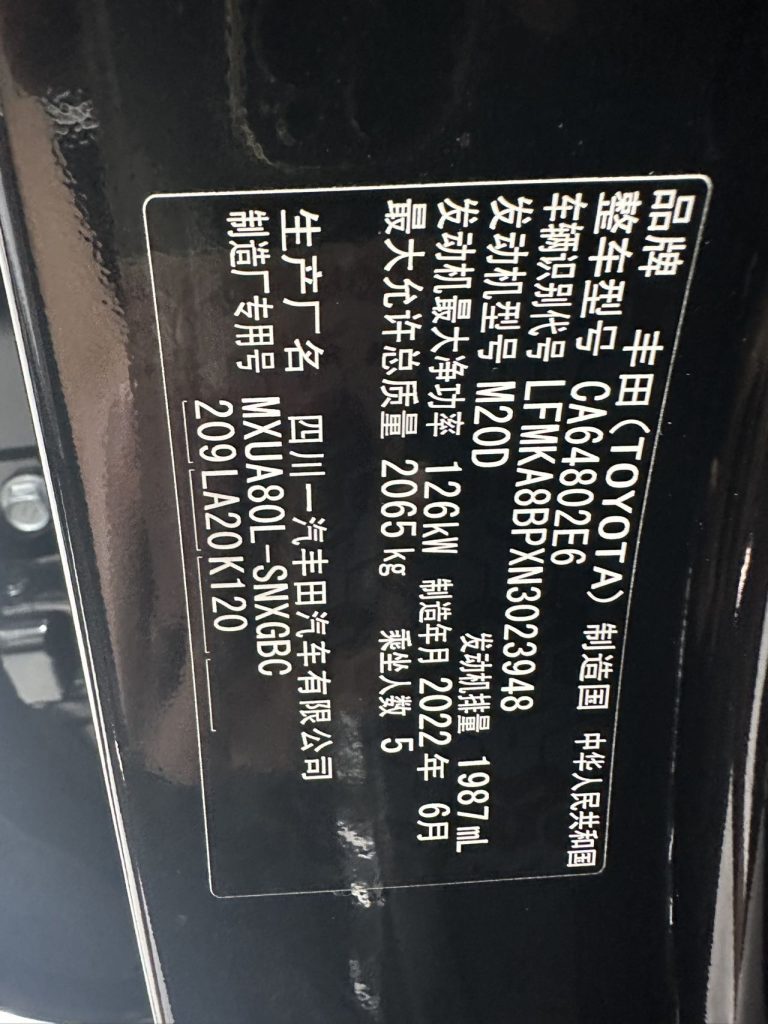 品牌 丰田(TOYOTA) 制造国 中华人民共和国
整车型号 CA64802E6
车辆识别代号 LFMKA8BPXN3023948
发动机型号 M20D 发动机排量 1987mL
发动机最大净功率 126kW 制造年月 2022年 6月
最大允许总质量 2065kg 乘坐人数 5
生产厂名 四川一汽丰田汽车有限公司
制造厂专用号 MXUA80L-SNXGBC
209LA20K120